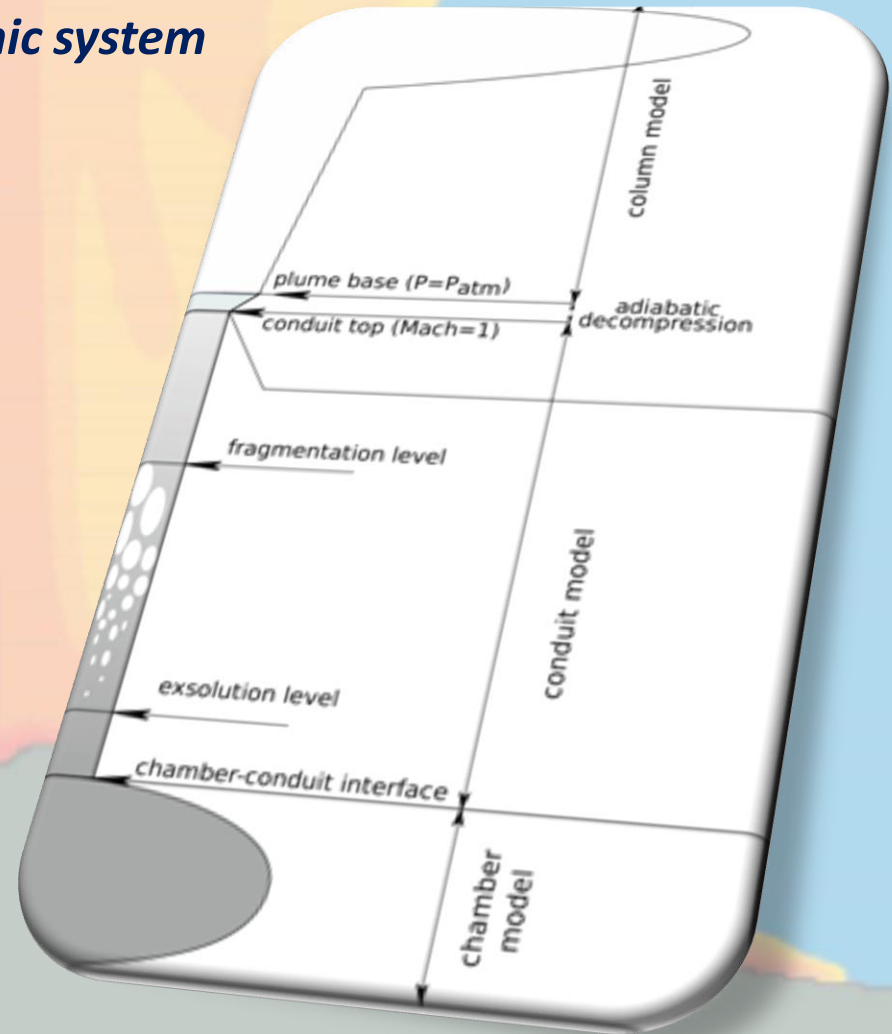 nic system
column model
plume base (P=Patm)
adiabatic
decompression
conduit top (Mach=1)
fragmentation level
conduit model
exsolution level
chamber-conduit interface
chamber
model